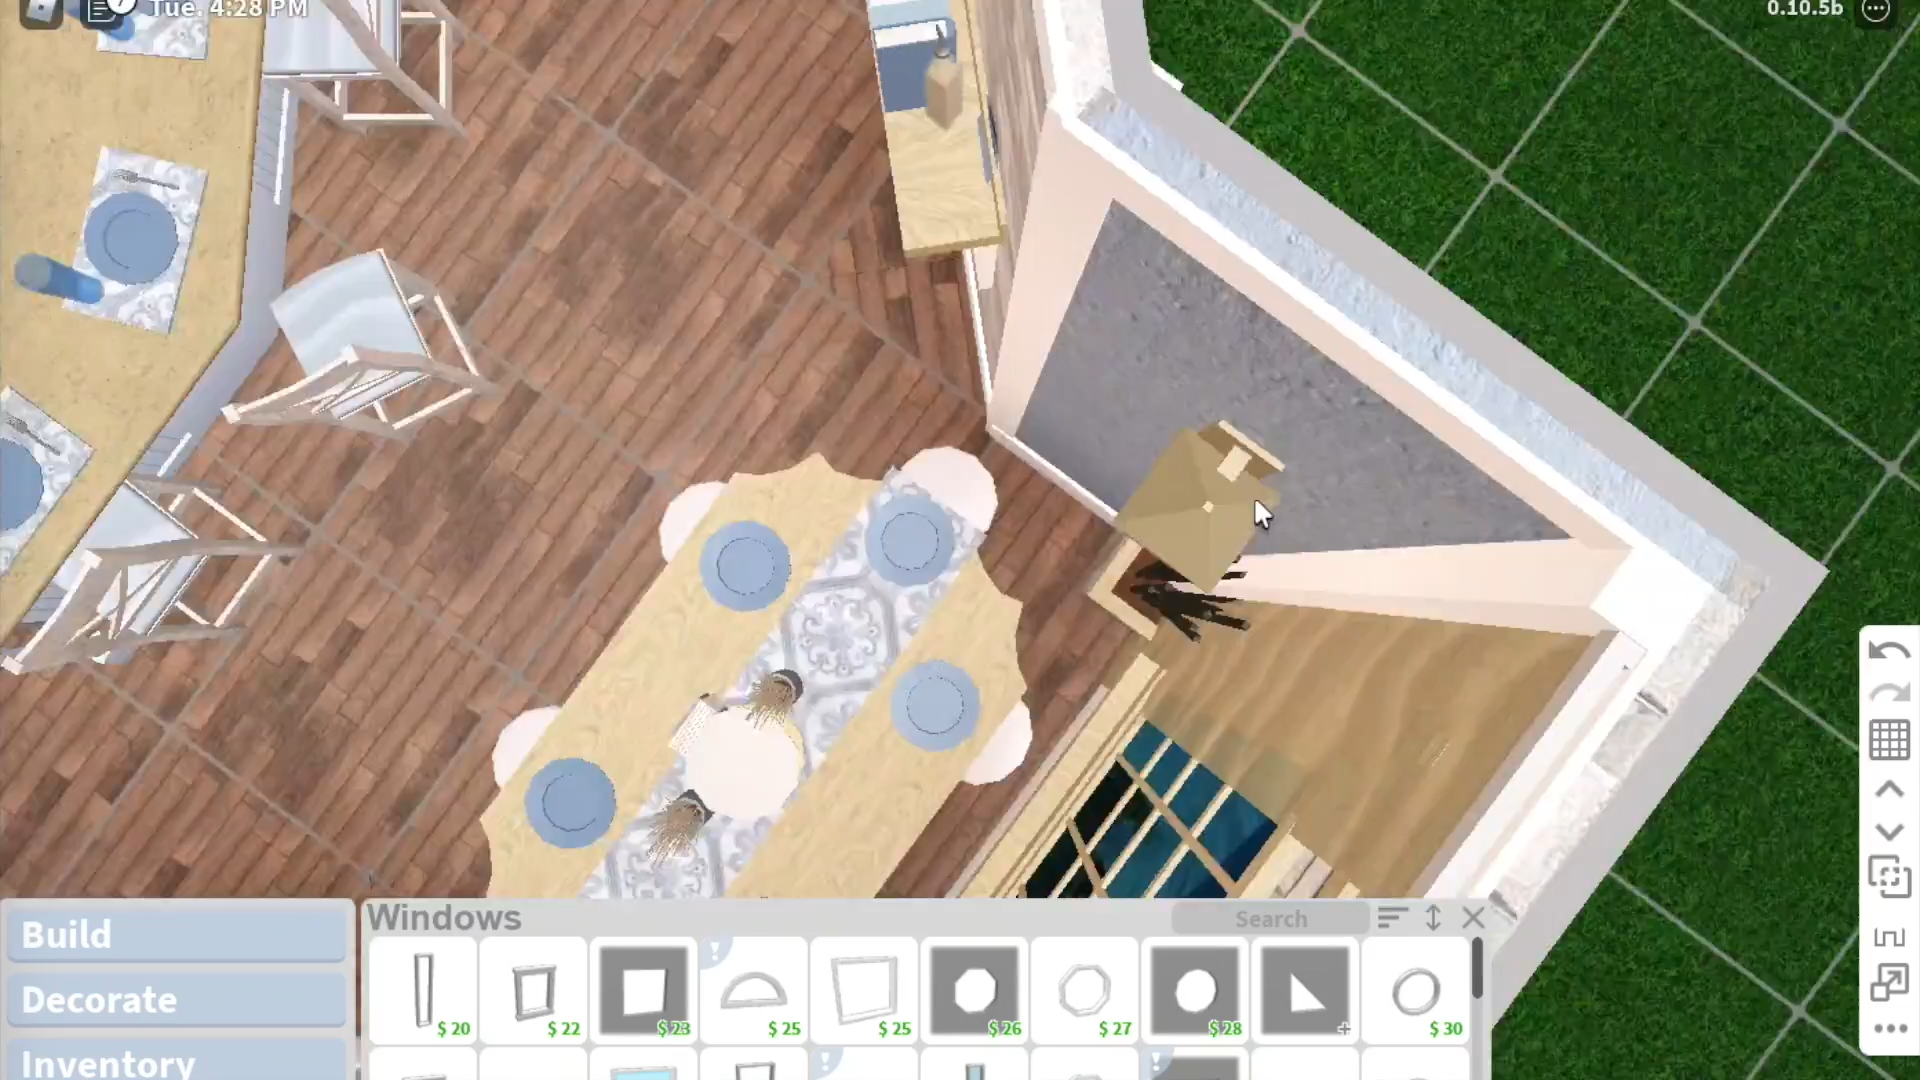 7
Tue. 4:28 PM
0.10.5b
Build
Decorate
Inventory
Windows
Search
$ 20
$ 22
$ 23
$ 25
$ 25
$ 26
$ 27
$ 28
+
$ 30